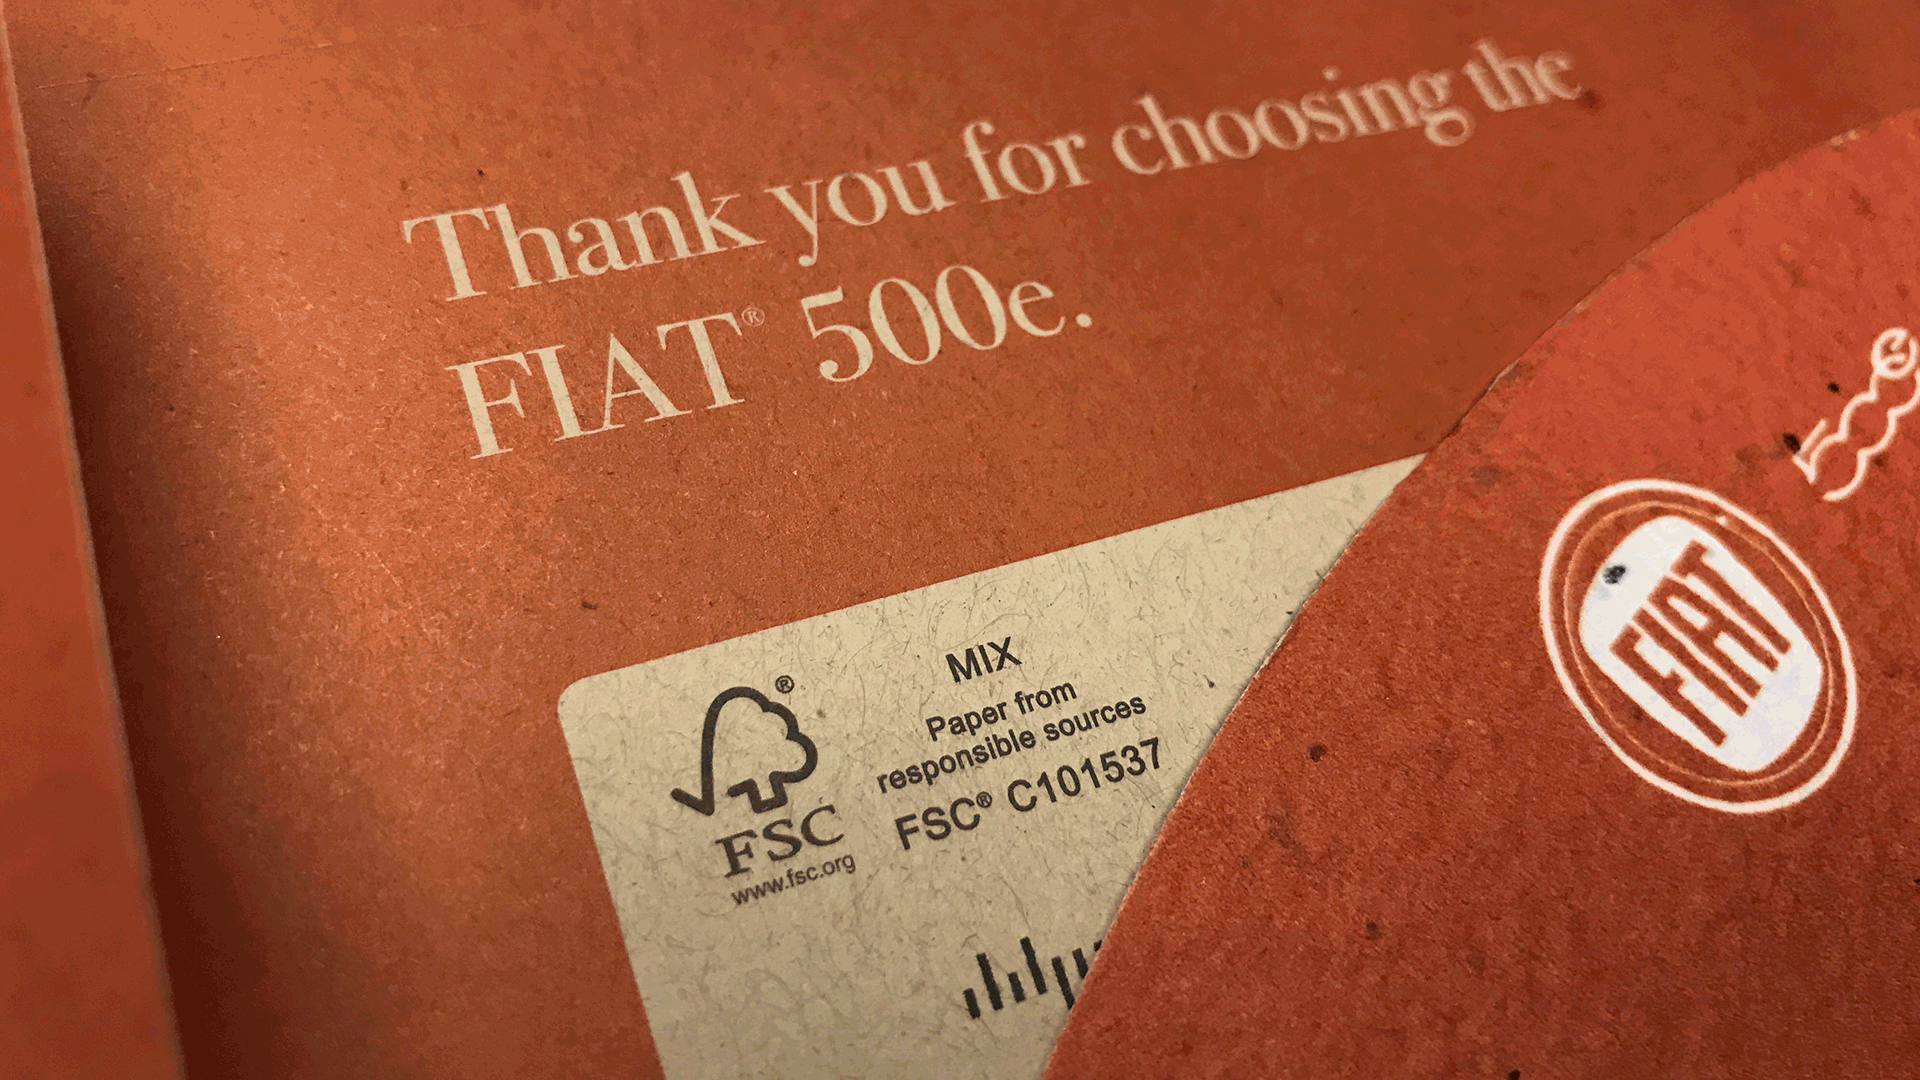 Thank you for choosing the
FIAT® 500e.
MIX
Paper from
responsible sources
FSC® C101537
®
FSC
www.fsc.org
FIAT
500e